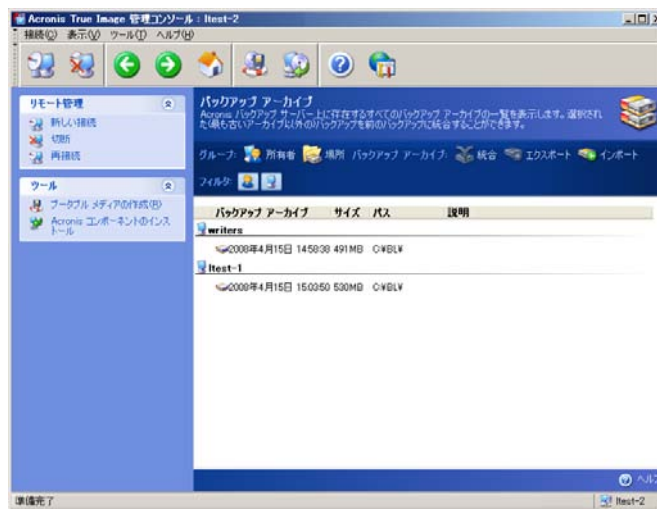 Acronis True Image 管理コンソール : ltest-2
接続(C) 表示(V) ツール(T) ヘルプ(H)
リモート管理
新しい接続
切断
再接続
ツール
ブータブル メディアの作成(B)
Acronis コンポーネントのインス
トール
バックアップ アーカイブ
Acronis バックアップ サーバー上に存在するすべてのバックアップ アーカイブの一覧を表示します。選択され
た(最も古いアーカイブ以外の)バックアップを前のバックアップに統合することができます。
グループ: 所有者 場所 バックアップ アーカイブ: 統合 エクスポート インポート
フィルタ:
バックアップ アーカイブ サイズ パス 説明
writers
2008年4月15日 14:58:38 491MB C:¥BL¥
ltest-1
2008年4月15日 15:03:50 530MB C:¥BL¥
ヘルプ
準備完了 ltest-2